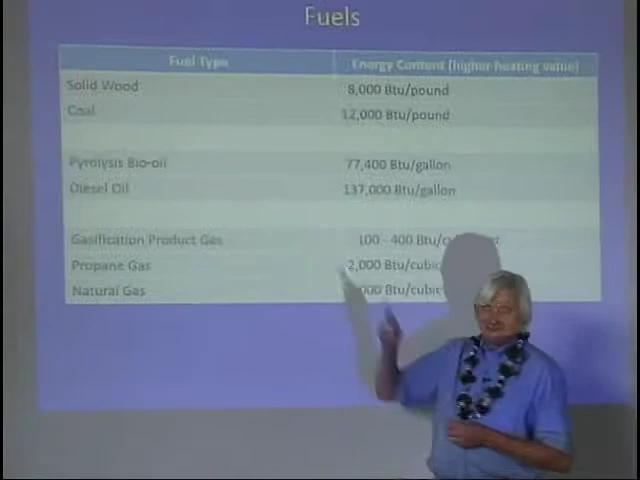 Fuels
Fuel Type Energy Content (higher heating value)
Solid Wood 8,000 Btu/pound
Coal 12,000 Btu/pound
Pyrolysis Bio-oil 77,400 Btu/gallon
Diesel Oil 137,000 Btu/gallon
Gasification Product Gas 100 - 400
Propane Gas 2,000 Btu/cubic
Natural Gas Btu/cubic